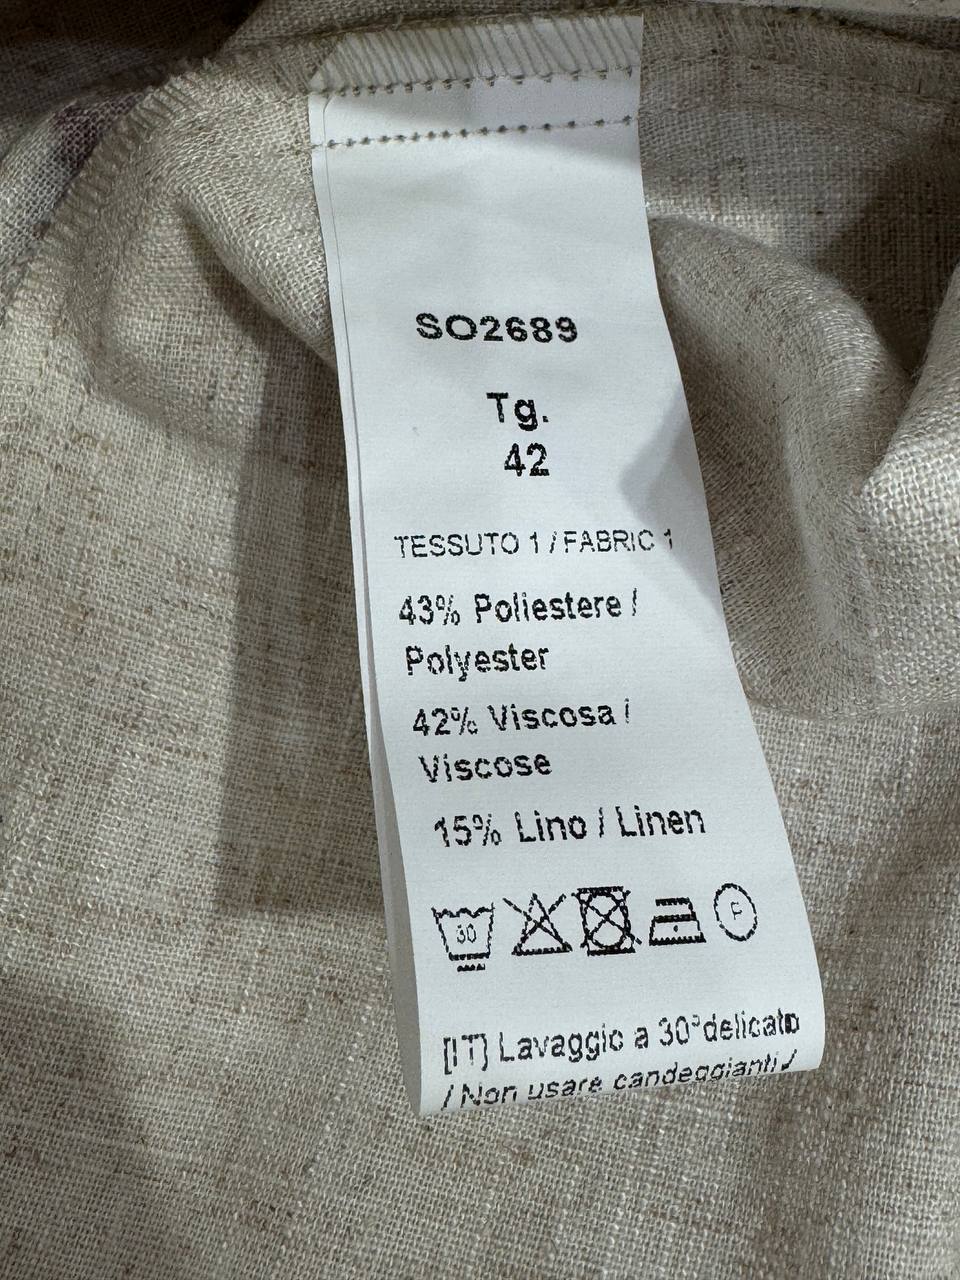 SO2689
Tg.
42
TESSUTO 1 / FABRIC 1
43% Poliestere /
Polyester
42% Viscosa /
Viscose
15% Lino / Linen
30 F
[IT] Lavaggio a 30°delicato
/ Non usare candeggianti /